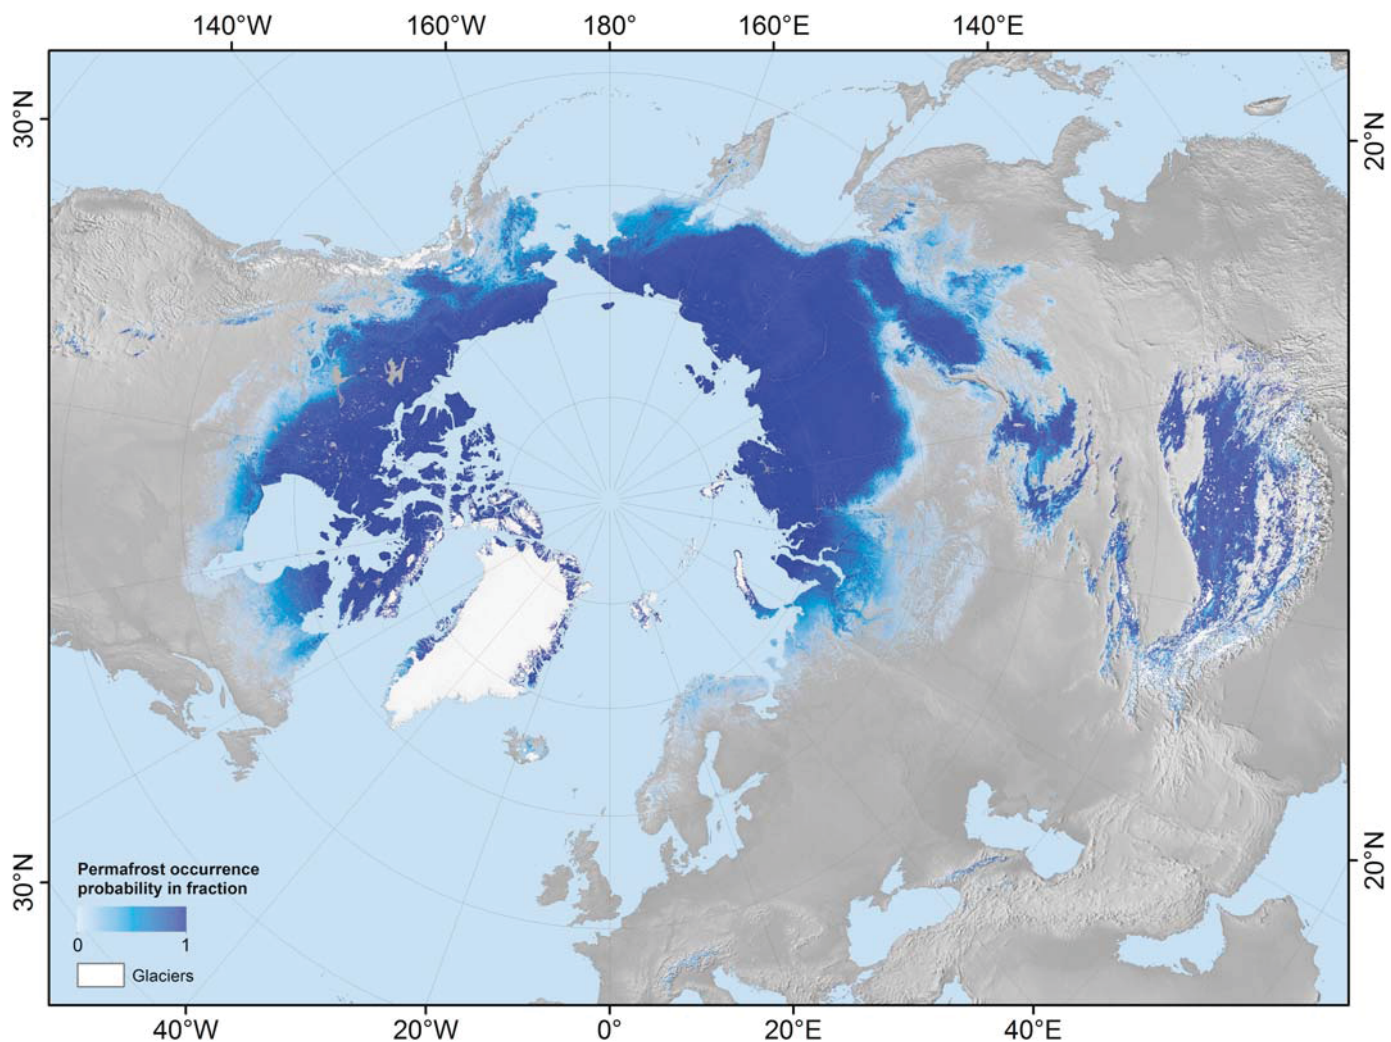 140°W 160°W 180° 160°E 140°E
30°N
20°N
30°N
20°N
Permafrost occurrence
probability in fraction
0 1
Glaciers
40°W 20°W 0° 20°E 40°E